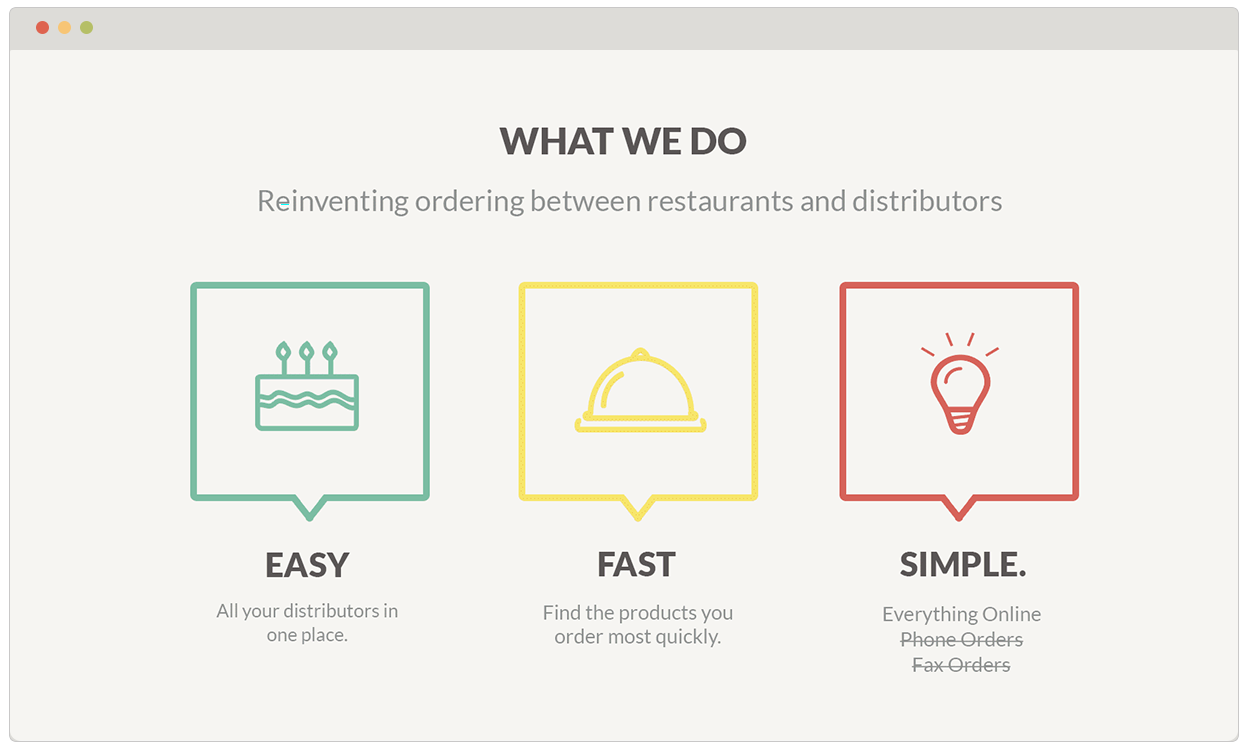 WHAT WE DO
Reinventing ordering between restaurants and distributors
EASY
All your distributors in
one place.
FAST
Find the products you
order most quickly.
SIMPLE.
Everything Online
Phone Orders
Fax Orders